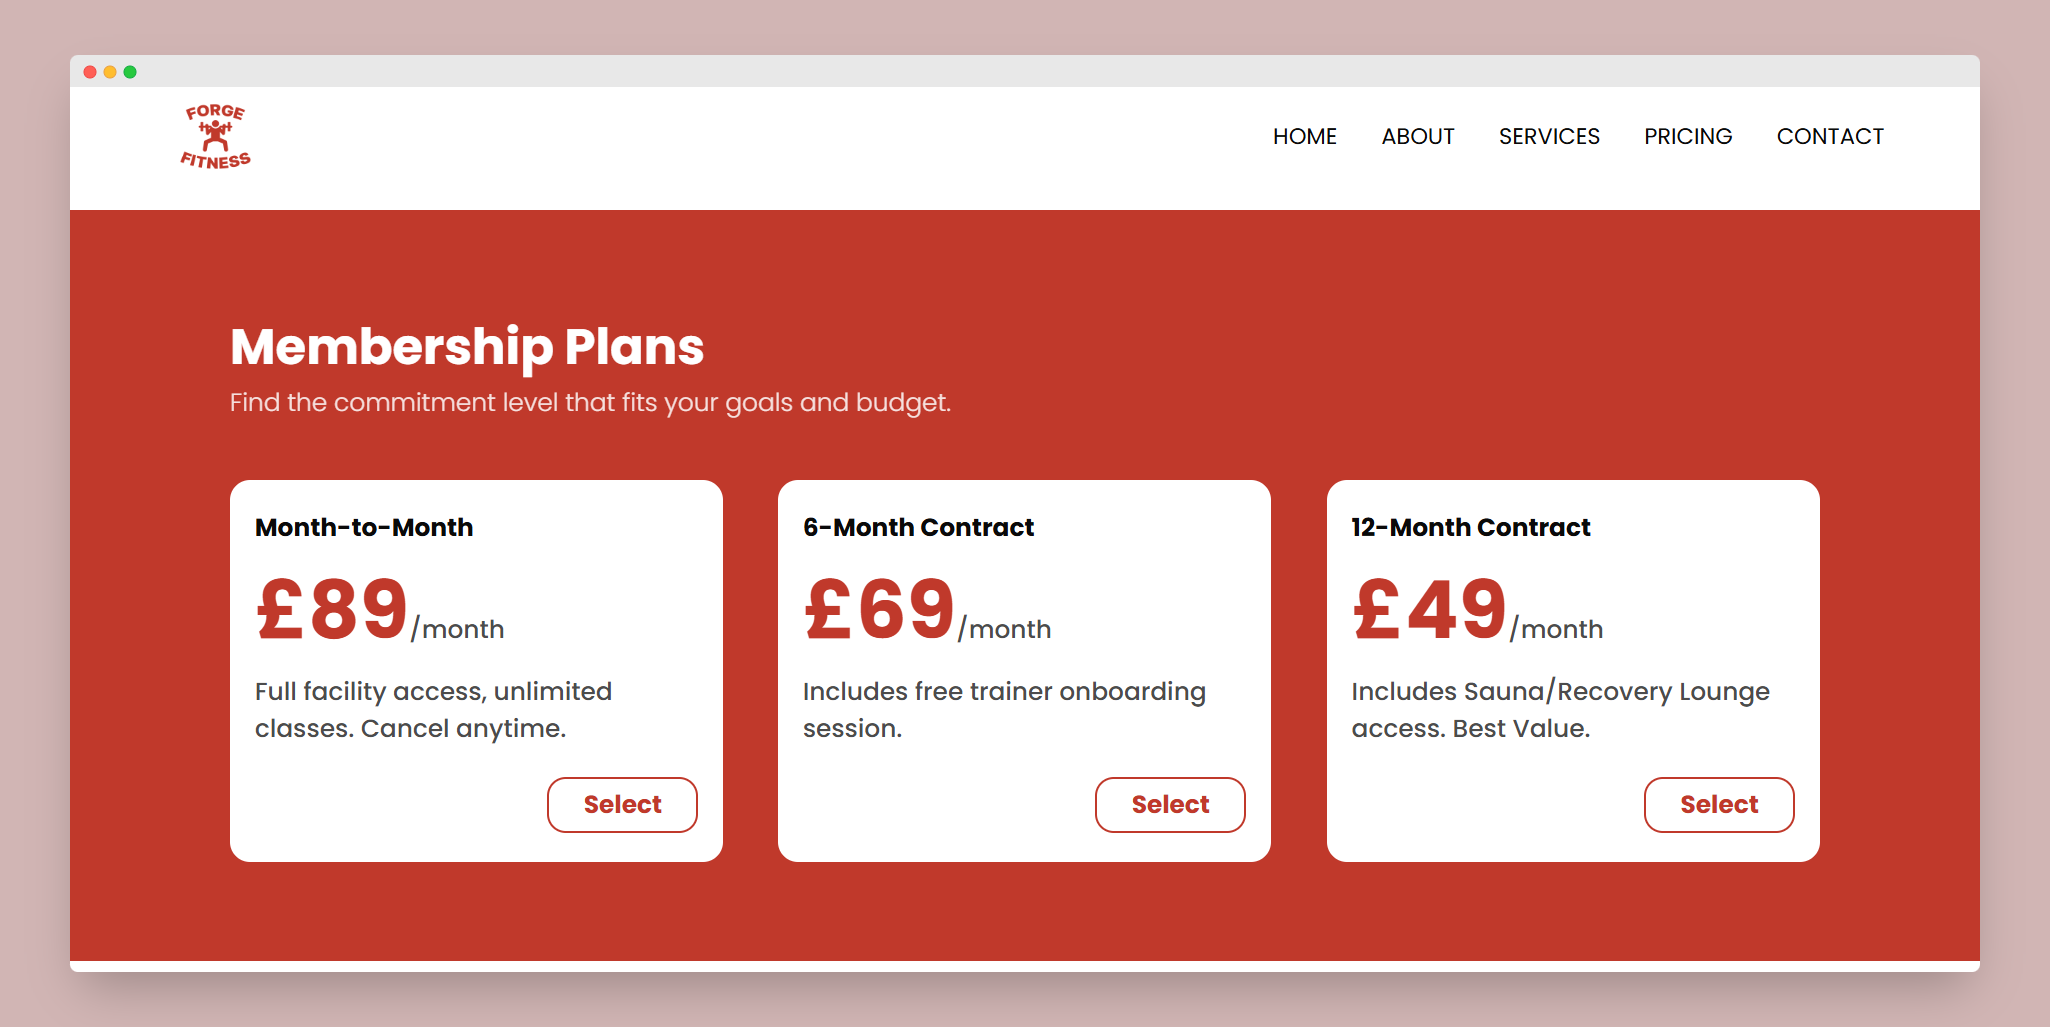 FORGE
FITNESS
HOME ABOUT SERVICES PRICING CONTACT
Membership Plans
Find the commitment level that fits your goals and budget.
Month-to-Month
£89/month
Full facility access, unlimited
classes. Cancel anytime.
Select
6-Month Contract
£69/month
Includes free trainer onboarding
session.
Select
12-Month Contract
£49/month
Includes Sauna/Recovery Lounge
access. Best Value.
Select